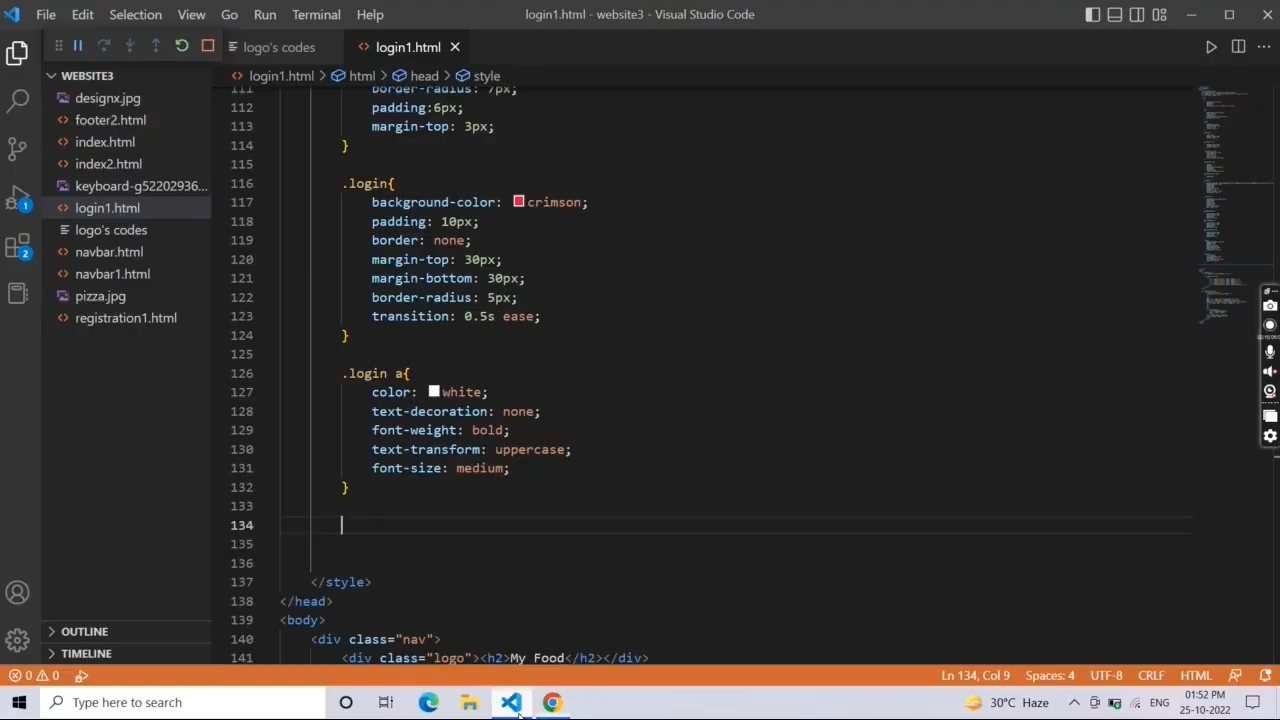 File Edit Selection View Go Run Terminal Help login1.html - website3 - Visual Studio Code
logo's codes login1.html
WEBSITE3 login1.html > html > head > style
designx.jpg
footer2.html
index.html
index2.html
keyboard-g52202936...
login1.html
logo's codes
navbar.html
navbar1.html
pizza.jpg
registration1.html
OUTLINE
TIMELINE
111 border-radius: 7px;
112 padding:6px;
113 margin-top: 3px;
114 }
115
116 .login{
117 background-color: crimson;
118 padding: 10px;
119 border: none;
120 margin-top: 30px;
121 margin-bottom: 30px;
122 border-radius: 5px;
123 transition: 0.5s ease;
124 }
125
126 .login a{
127 color: white;
128 text-decoration: none;
129 font-weight: bold;
130 text-transform: uppercase;
131 font-size: medium;
132 }
133
134
135
136
137 </style>
138 </head>
139 <body>
140 <div class="nav">
141 <div class="logo"><h2>My Food</h2></div>
1
2
0 0 Ln 134, Col 9 Spaces: 4 UTF-8 CRLF HTML
Type here to search 30°C Haze ENG 01:52 PM
25-10-2022